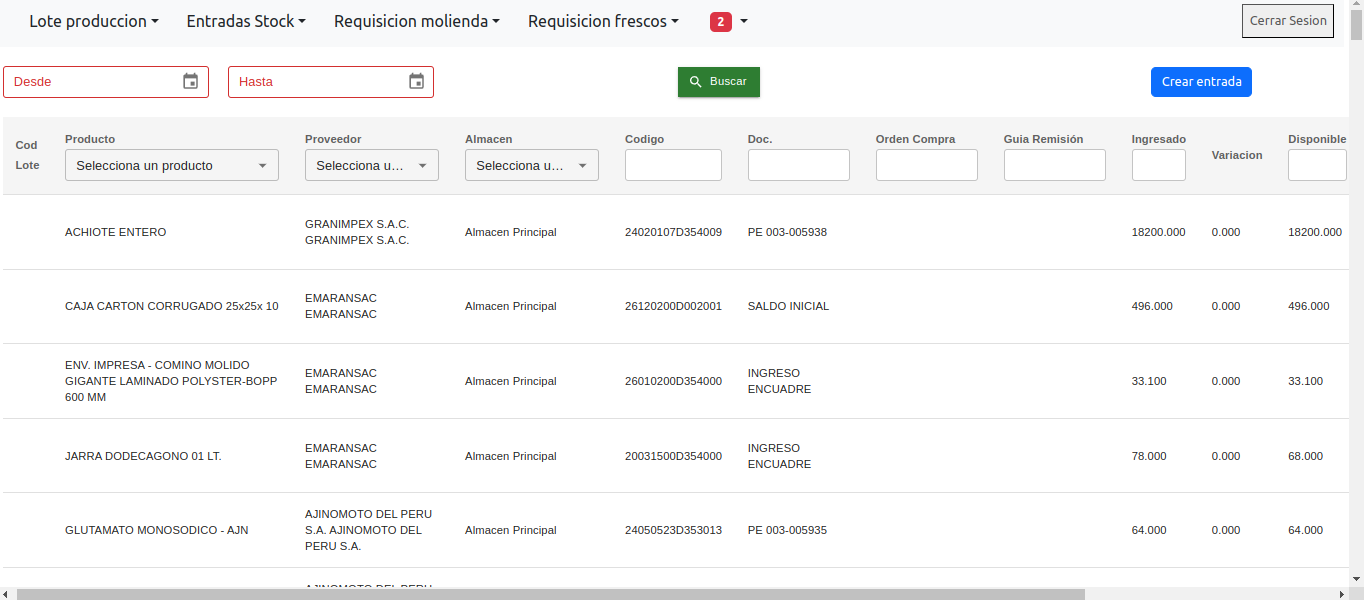 Lote produccion Entradas Stock Requisicion molienda Requisicion frescos 2 Cerrar Sesion
Desde Hasta Buscar Crear entrada
Cod Lote Producto Proveedor Almacen Codigo Doc. Orden Compra Guia Remisión Ingresado Variacion Disponible
Selecciona un producto Selecciona u... Selecciona u...
ACHIOTE ENTERO GRANIMPEX S.A.C. GRANIMPEX S.A.C. Almacen Principal 24020107D354009 PE 003-005938 18200.000 0.000 18200.000
CAJA CARTON CORRUGADO 25x25x 10 EMARANSAC EMARANSAC Almacen Principal 26120200D002001 SALDO INICIAL 496.000 0.000 496.000
ENV. IMPRESA - COMINO MOLIDO GIGANTE LAMINADO POLYSTER-BOPP 600 MM EMARANSAC EMARANSAC Almacen Principal 26010200D354000 INGRESO ENCUADRE 33.100 0.000 33.100
JARRA DODECAGONO 01 LT. EMARANSAC EMARANSAC Almacen Principal 20031500D354000 INGRESO ENCUADRE 78.000 0.000 68.000
GLUTAMATO MONOSODICO - AJN AJINOMOTO DEL PERU S.A. AJINOMOTO DEL PERU S.A. Almacen Principal 24050523D353013 PE 003-005935 64.000 0.000 64.000
AJINOMOTO DEL PERU